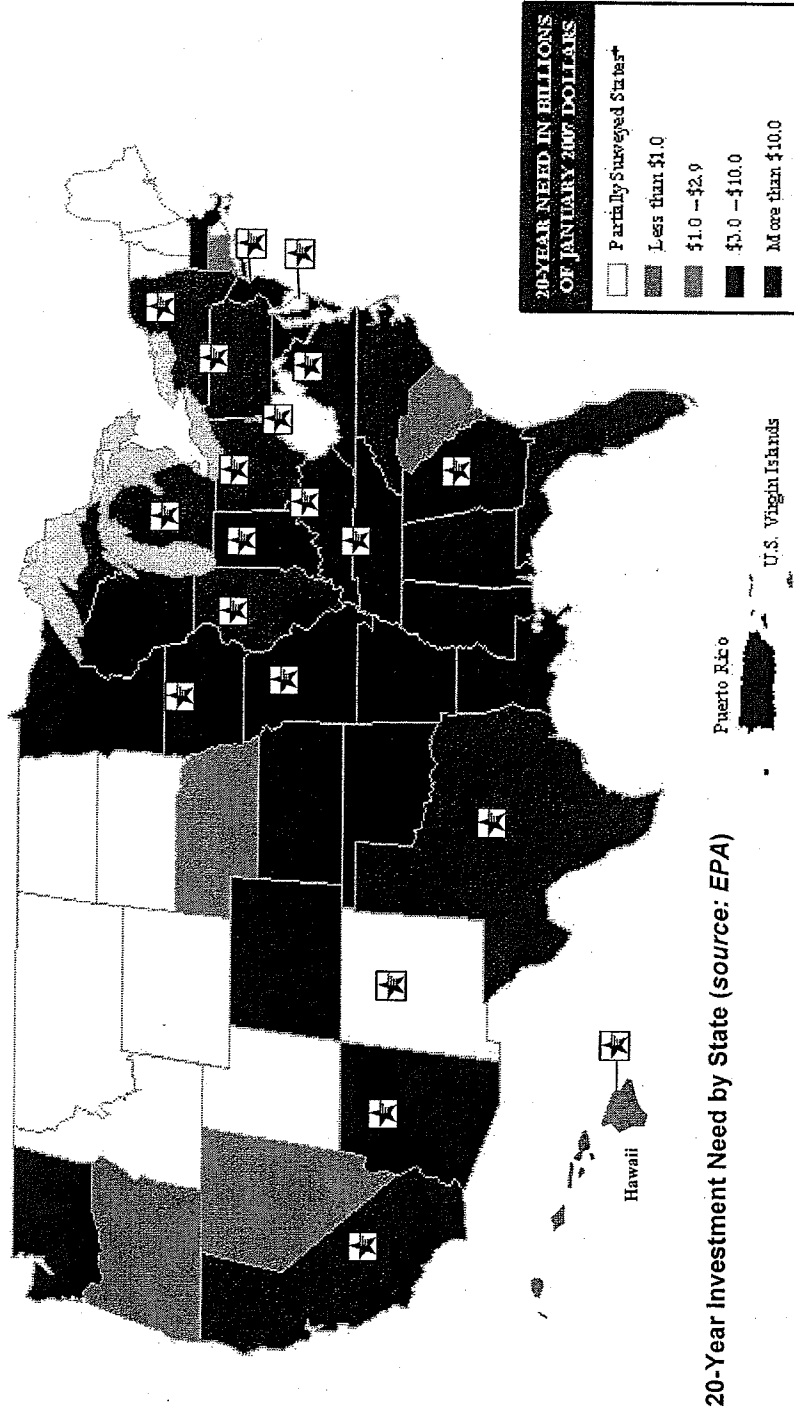 20-YEAR NEED IN BILLIONS
OF JANUARY 2007 DOLLARS
Partially Surveyed States*
Less than $1.0
$1.0 – $2.9
$3.0 – $10.0
More than $10.0
Puerto Rico
U.S. Virgin Islands
Hawaii
20-Year Investment Need by State (source: EPA)